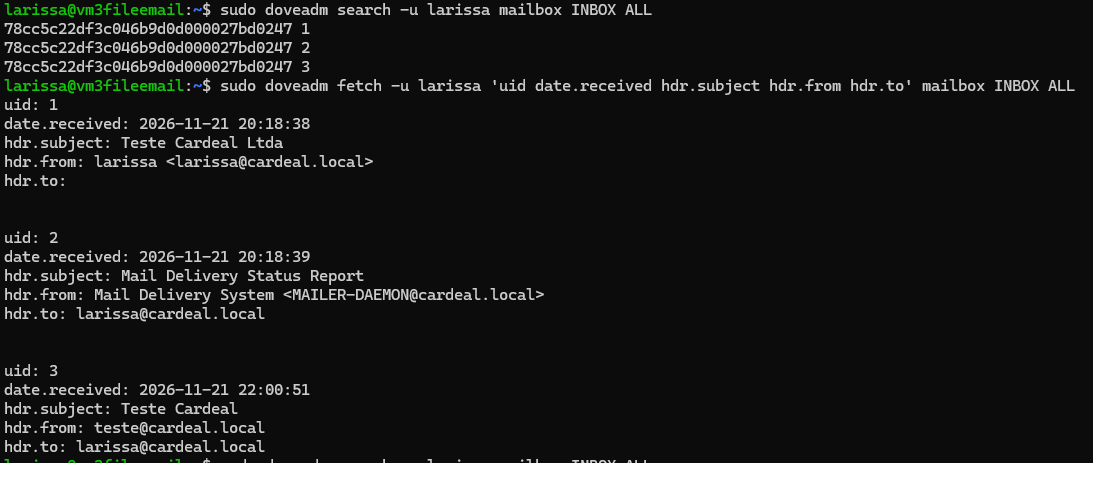 larissa@vm3fileemail:~$ sudo doveadm search -u larissa mailbox INBOX ALL
78cc5c22df3c046b9d0d000027bd0247 1
78cc5c22df3c046b9d0d000027bd0247 2
78cc5c22df3c046b9d0d000027bd0247 3
larissa@vm3fileemail:~$ sudo doveadm fetch -u larissa 'uid date.received hdr.subject hdr.from hdr.to' mailbox INBOX ALL
uid: 1
date.received: 2026-11-21 20:18:38
hdr.subject: Teste Cardeal Ltda
hdr.from: larissa <larissa@cardeal.local>
hdr.to:
uid: 2
date.received: 2026-11-21 20:18:39
hdr.subject: Mail Delivery Status Report
hdr.from: Mail Delivery System <MAILER-DAEMON@cardeal.local>
hdr.to: larissa@cardeal.local
uid: 3
date.received: 2026-11-21 22:00:51
hdr.subject: Teste Cardeal
hdr.from: teste@cardeal.local
hdr.to: larissa@cardeal.local